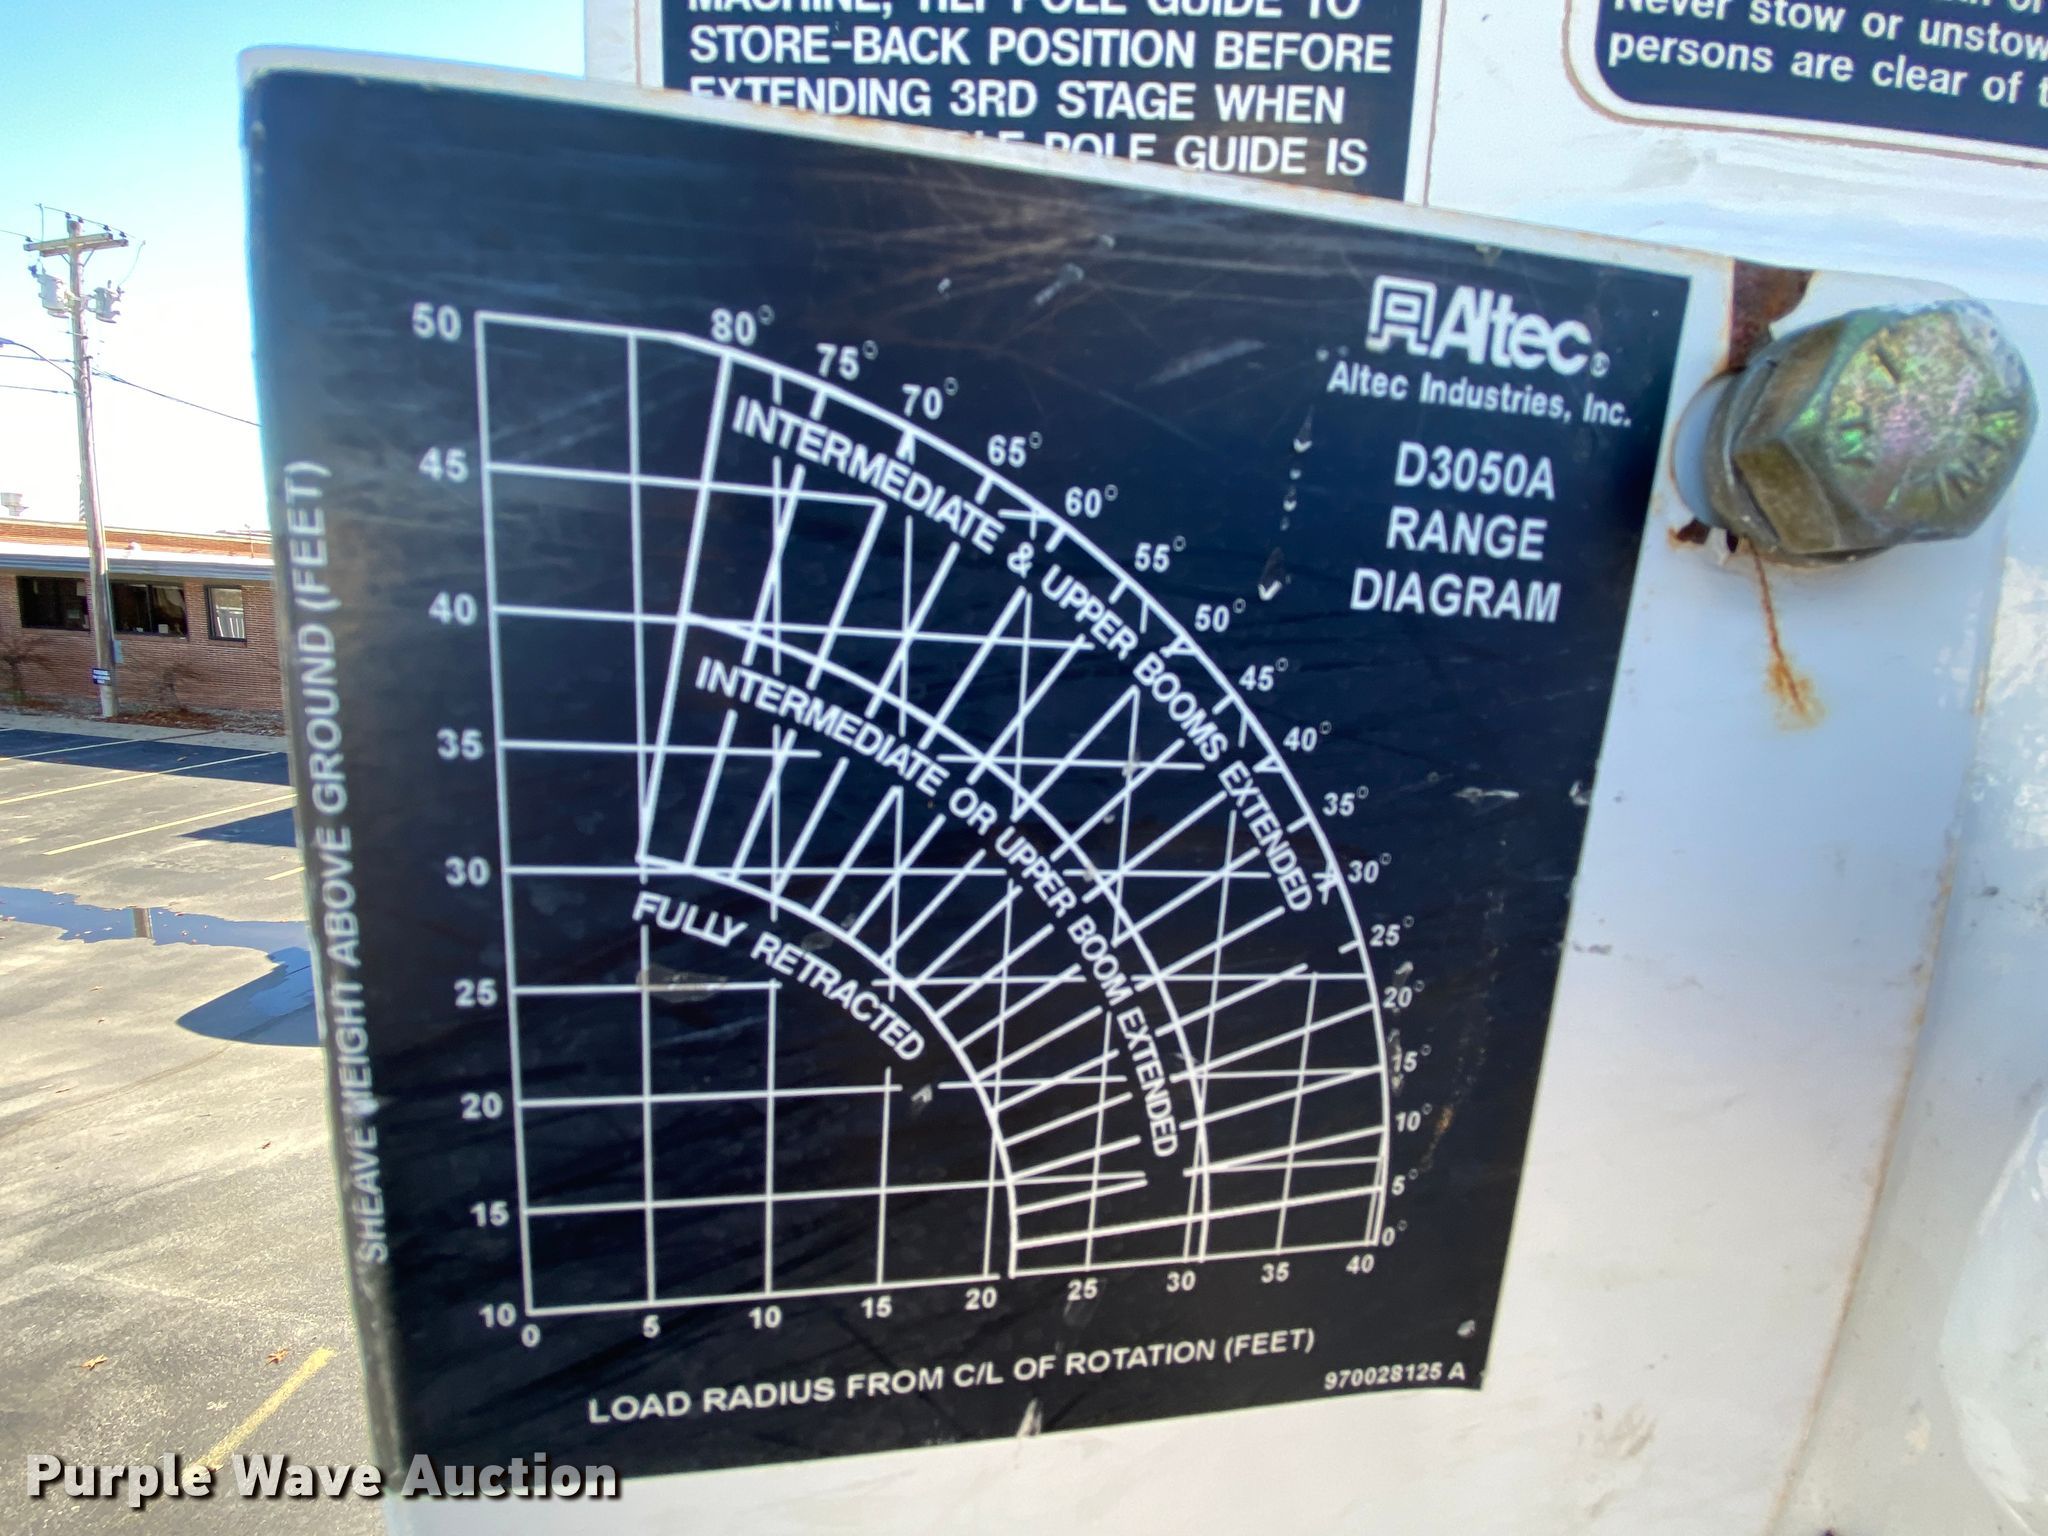 STORE-BACK POSITION BEFORE
EXTENDING 3RD STAGE WHEN
POLE GUIDE IS
Never stow or unstow
persons are clear of
Altec®
Altec Industries, Inc.
D3050A
RANGE
DIAGRAM
SHEAVE HEIGHT ABOVE GROUND (FEET)
50
45
40
35
30
25
20
15
10
80°
75°
70°
65°
60°
55°
50°
45°
40°
35°
30°
25°
20°
15°
10°
5°
0°
INTERMEDIATE & UPPER BOOMS EXTENDED
INTERMEDIATE OR UPPER BOOM EXTENDED
FULLY RETRACTED
0 5 10 15 20 25 30 35 40
LOAD RADIUS FROM C/L OF ROTATION (FEET)
970028125 A
Purple Wave Auction